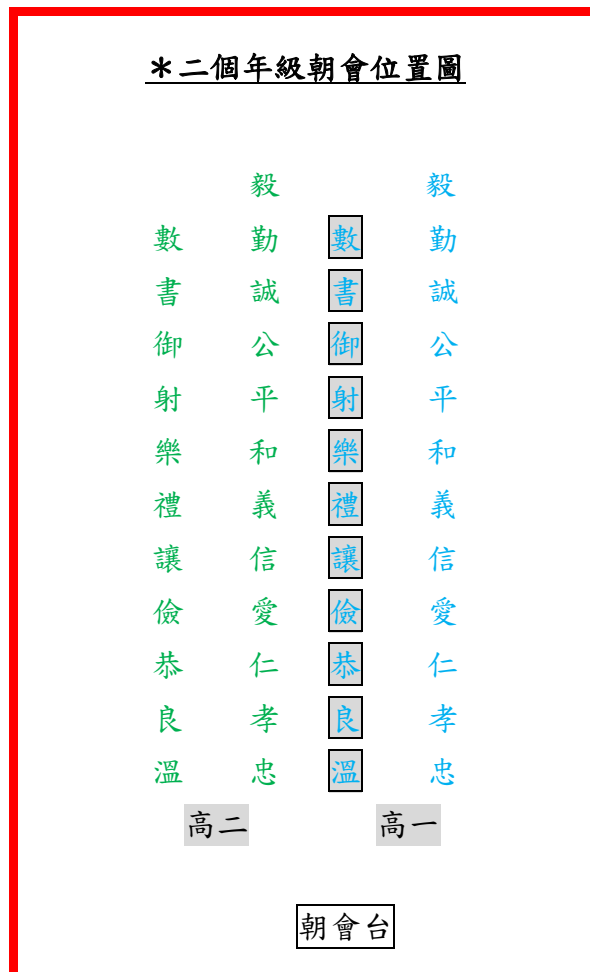 ＊二個年級朝會位置圖
毅 毅
數 勤 數 勤
書 誠 書 誠
御 公 御 公
射 平 射 平
樂 和 樂 和
禮 義 禮 義
讓 信 讓 信
儉 愛 儉 愛
恭 仁 恭 仁
良 孝 良 孝
溫 忠 溫 忠
高二 高一
朝會台